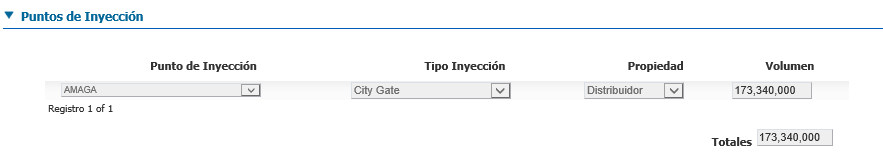 Puntos de Inyección
Punto de Inyección Tipo Inyección Propiedad Volumen
AMAGA City Gate Distribuidor 173,340,000
Registro 1 of 1
Totales 173,340,000